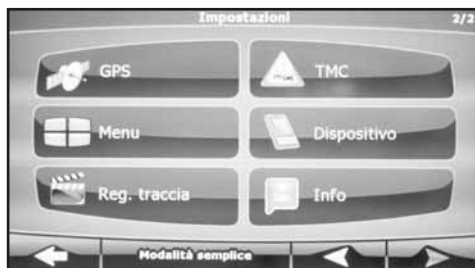 Impostazioni 2/2
GPS
TMC
Menu
Dispositivo
Reg. traccia
Info
Modalità semplice